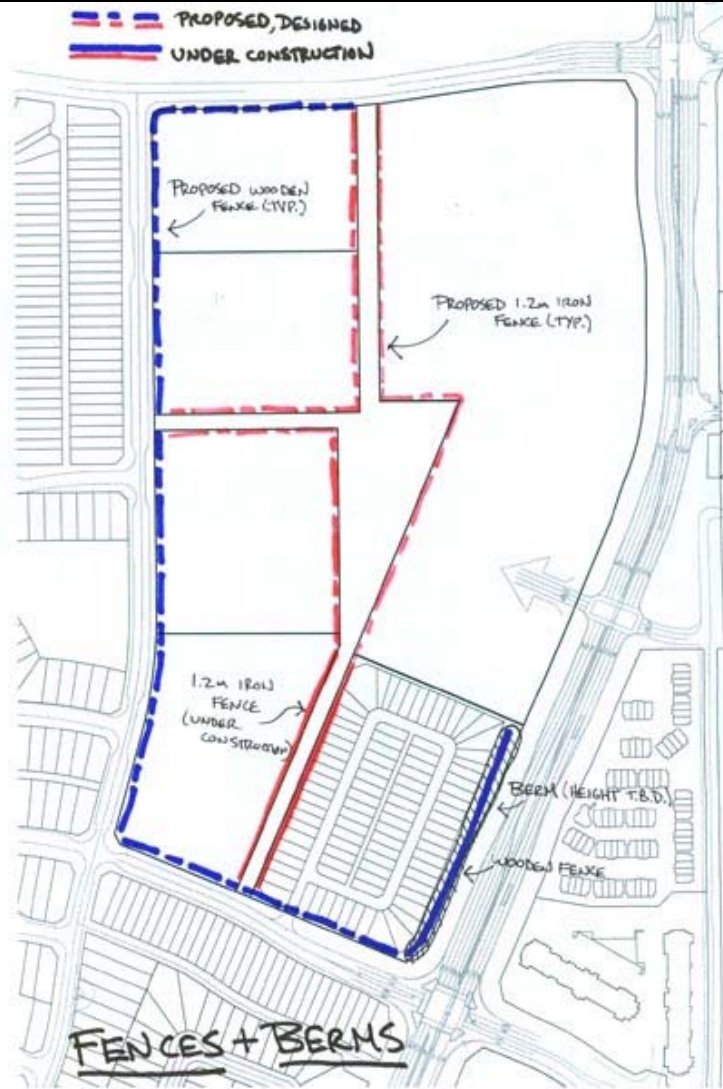 PROPOSED, DESIGNED
UNDER CONSTRUCTION
PROPOSED WOODEN
FENCE (TYP.)
PROPOSED 1.2m IRON
FENCE (TYP.)
1.2m IRON
FENCE
(UNDER
CONSTRUCTION)
BERM (HEIGHT T.B.D.)
WOODEN FENCE
FENCES + BERMS